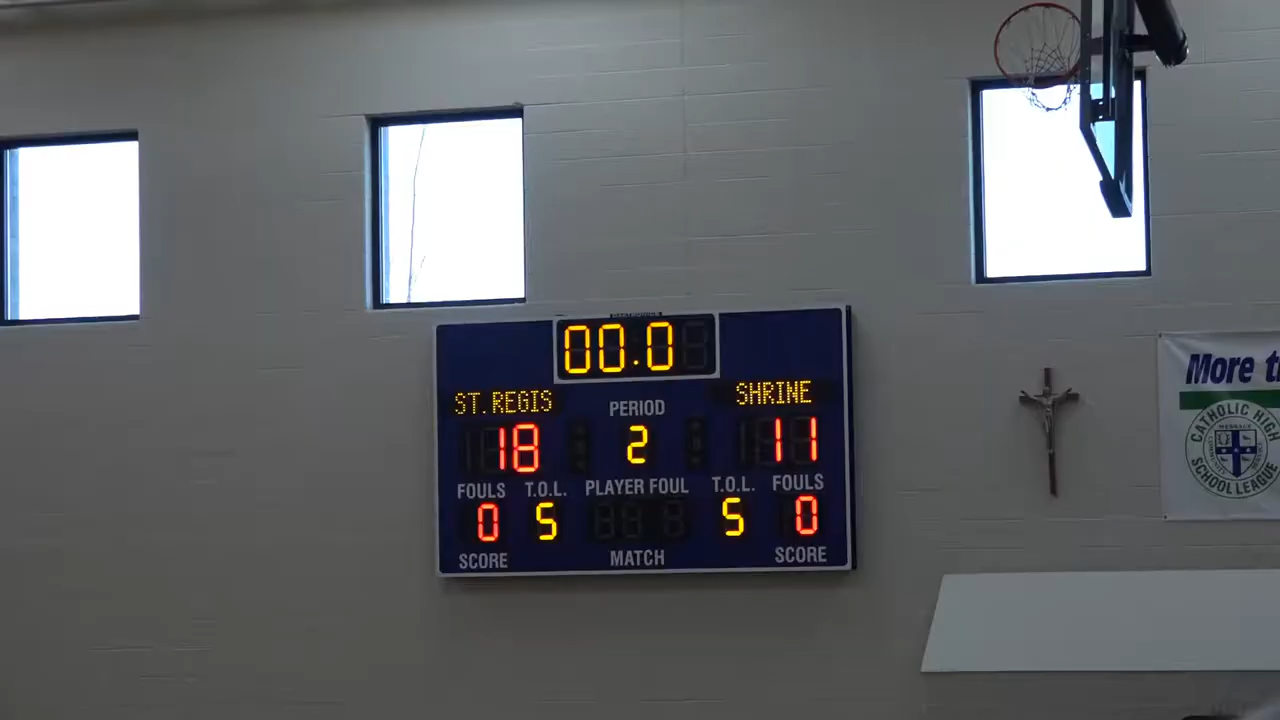 00.0
ST.REGIS
SHRINE
PERIOD
18
2
11
FOULS T.O.L. PLAYER FOUL T.O.L. FOULS
0 5 5 0
SCORE MATCH SCORE
More t
CATHOLIC HIGH
SCHOOL LEAGUE